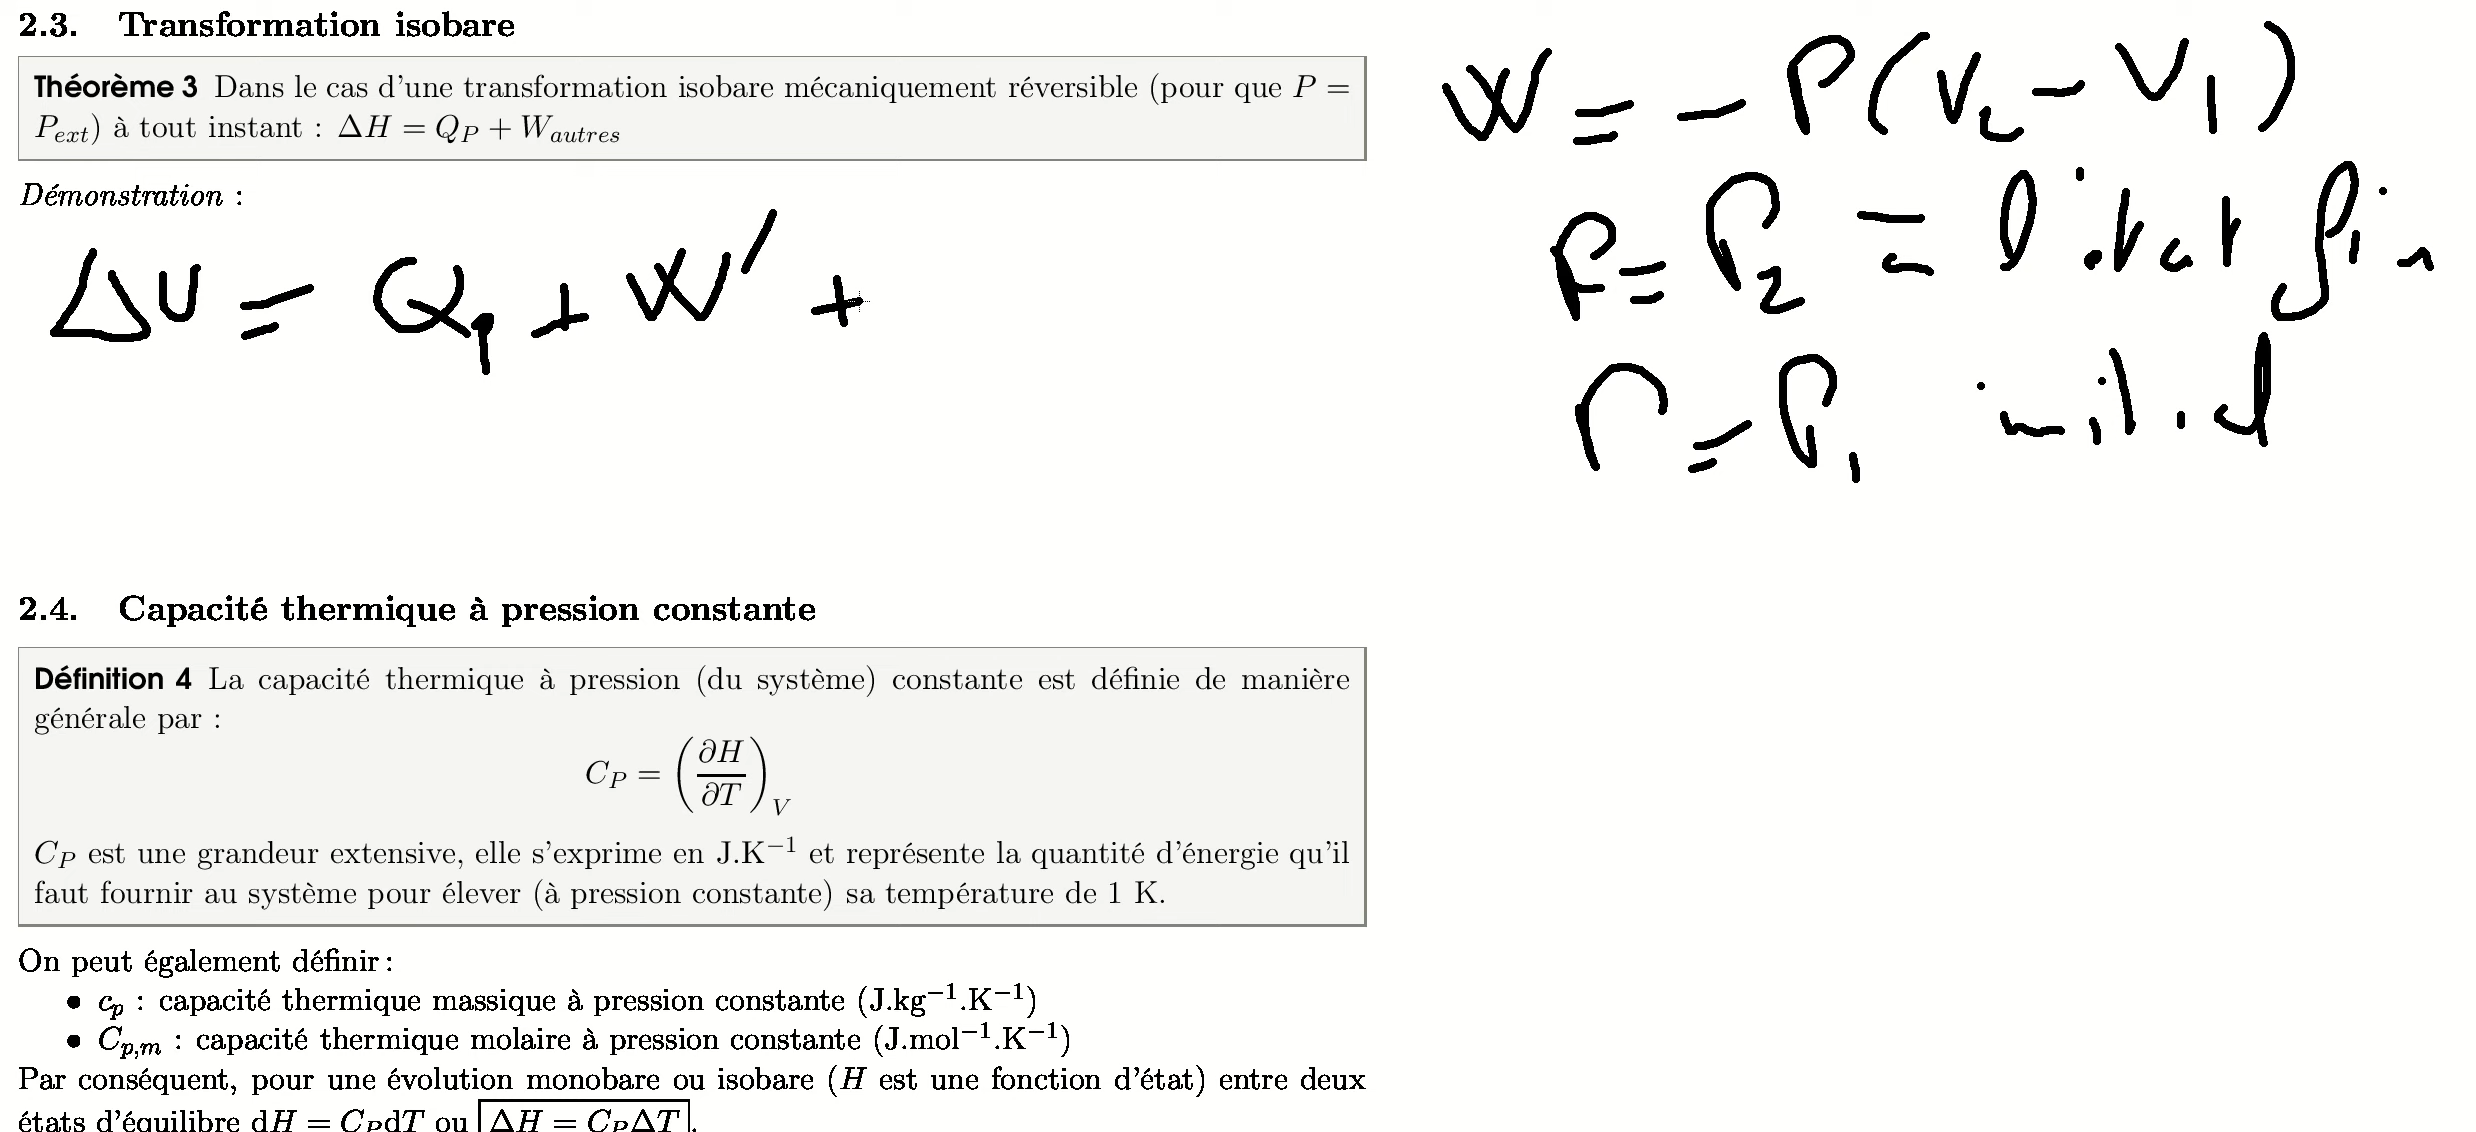 2.3. Transformation isobare
Théorème 3 Dans le cas d'une transformation isobare mécaniquement réversible (pour que P =
P_ext) à tout instant : ΔH = Q_P + W_autres
Démonstration :
ΔU = Q_P + W' +
W = - P(V_2 - V_1)
P = P_2 = à l'état fin
P = P_1 initial
2.4. Capacité thermique à pression constante
Définition 4 La capacité thermique à pression (du système) constante est définie de manière
générale par :
C_P = (∂H/∂T)_V
C_P est une grandeur extensive, elle s'exprime en J.K⁻¹ et représente la quantité d'énergie qu'il
faut fournir au système pour élever (à pression constante) sa température de 1 K.
On peut également définir :
• c_p : capacité thermique massique à pression constante (J.kg⁻¹.K⁻¹)
• C_{p,m} : capacité thermique molaire à pression constante (J.mol⁻¹.K⁻¹)
Par conséquent, pour une évolution monobare ou isobare (H est une fonction d'état) entre deux
états d'équilibre dH = C_P dT ou ΔH = C_P ΔT.